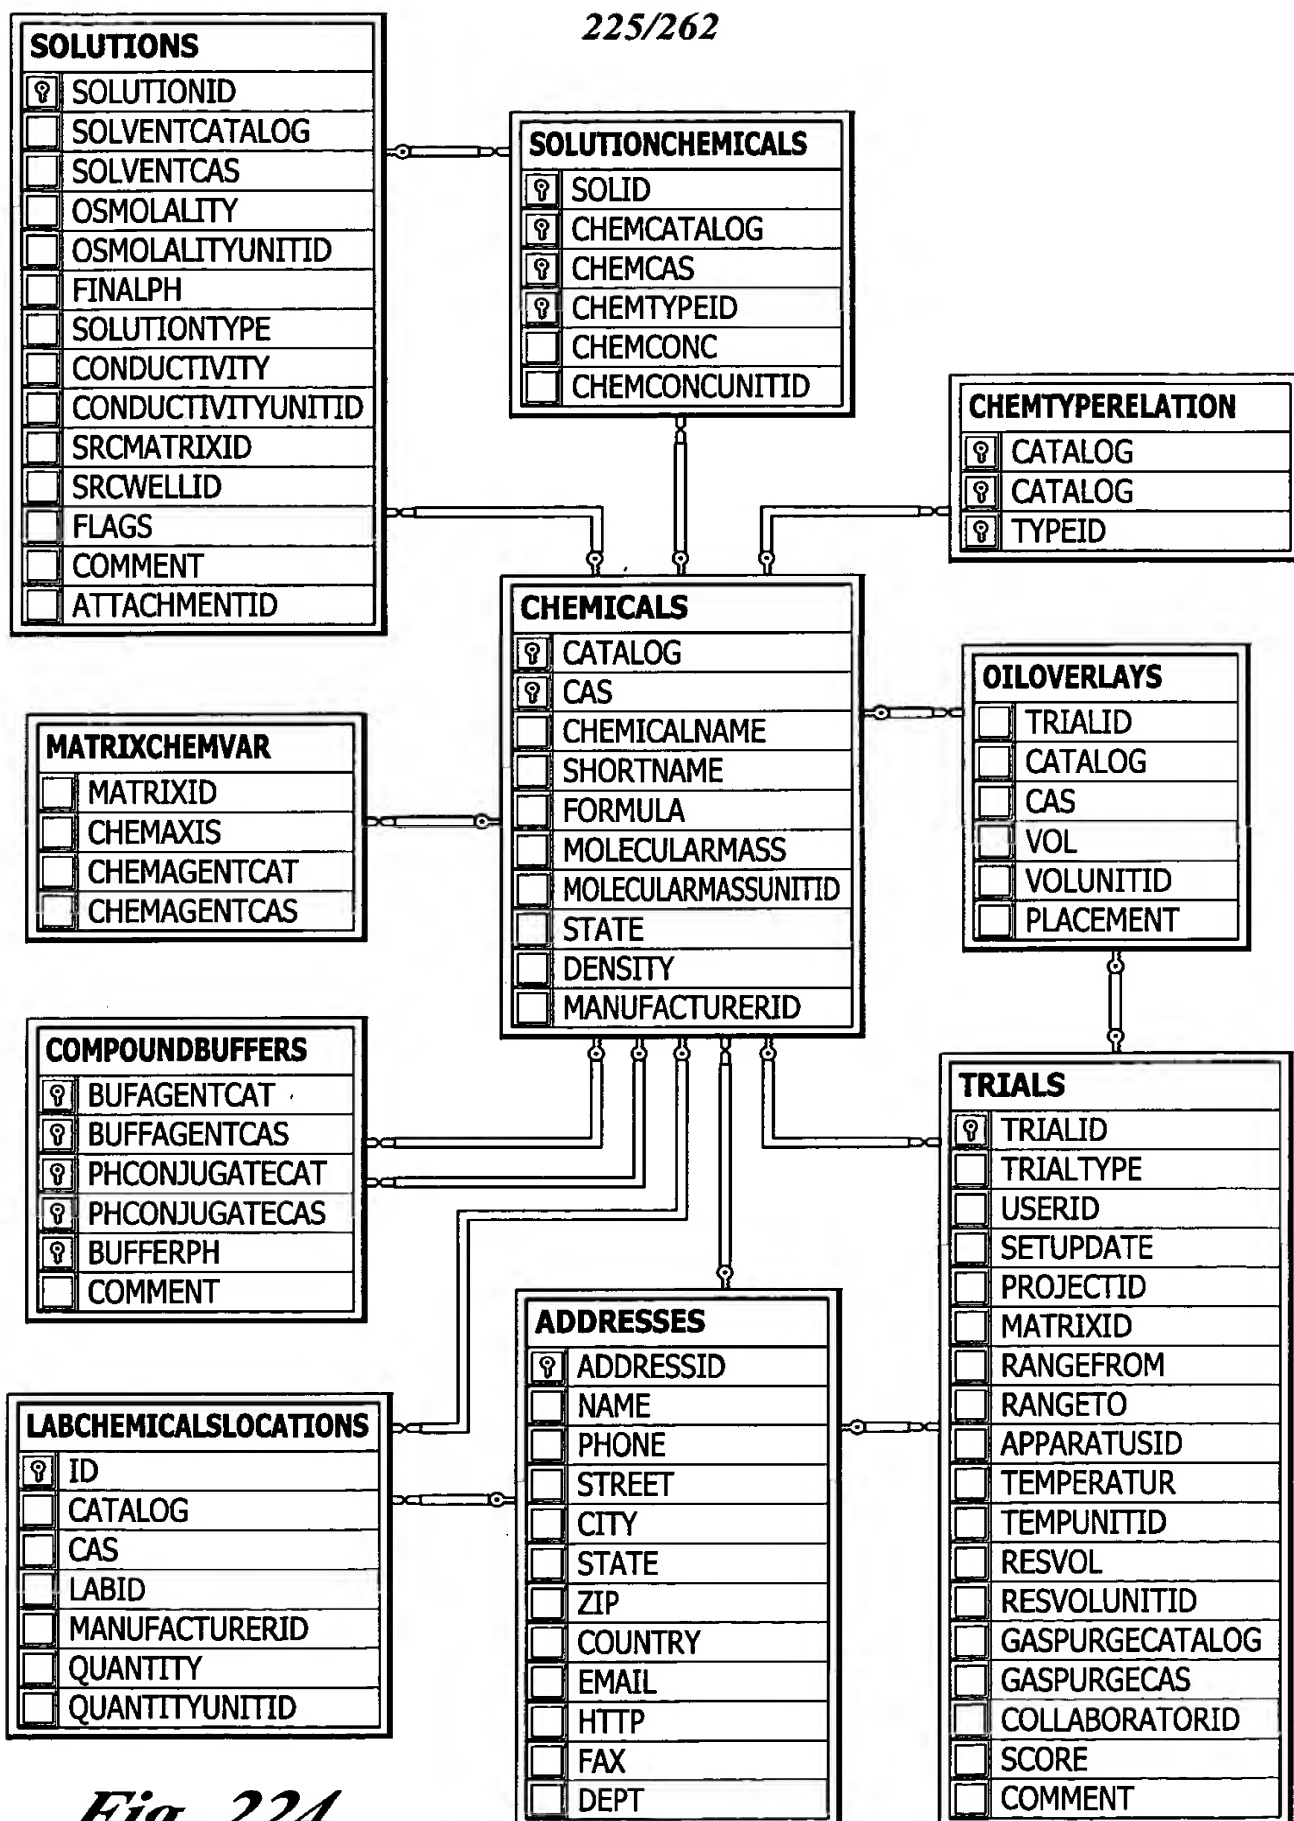 225/262
SOLUTIONS
SOLUTIONID
SOLVENTCATALOG
SOLVENTCAS
OSMOLALITY
OSMOLALITYUNITID
FINALPH
SOLUTIONTYPE
CONDUCTIVITY
CONDUCTIVITYUNITID
SRCMATRIXID
SRCWELLID
FLAGS
COMMENT
ATTACHMENTID
SOLUTIONCHEMICALS
SOLID
CHEMCATALOG
CHEMCAS
CHEMTYPEID
CHEMCONC
CHEMCONCUNITID
CHEMTYPERELATION
CATALOG
CATALOG
TYPEID
CHEMICALS
CATALOG
CAS
CHEMICALNAME
SHORTNAME
FORMULA
MOLECULARMASS
MOLECULARMASSUNITID
STATE
DENSITY
MANUFACTURERID
OILOVERLAYS
TRIALID
CATALOG
CAS
VOL
VOLUNITID
PLACEMENT
MATRIXCHEMVAR
MATRIXID
CHEMAXIS
CHEMAGENTCAT
CHEMAGENTCAS
COMPOUNDBUFFERS
BUFAGENTCAT
BUFFAGENTCAS
PHCONJUGATECAT
PHCONJUGATECAS
BUFFERPH
COMMENT
TRIALS
TRIALID
TRIALTYPE
USERID
SETUPDATE
PROJECTID
MATRIXID
RANGEFROM
RANGETO
APPARATUSID
TEMPERATUR
TEMPUNITID
RESVOL
RESVOLUNITID
GASPURGECATALOG
GASPURGECAS
COLLABORATORID
SCORE
COMMENT
ADDRESSES
ADDRESSID
NAME
PHONE
STREET
CITY
STATE
ZIP
COUNTRY
EMAIL
HTTP
FAX
DEPT
LABCHEMICALSLOCATIONS
ID
CATALOG
CAS
LABID
MANUFACTURERID
QUANTITY
QUANTITYUNITID
Fig. 224